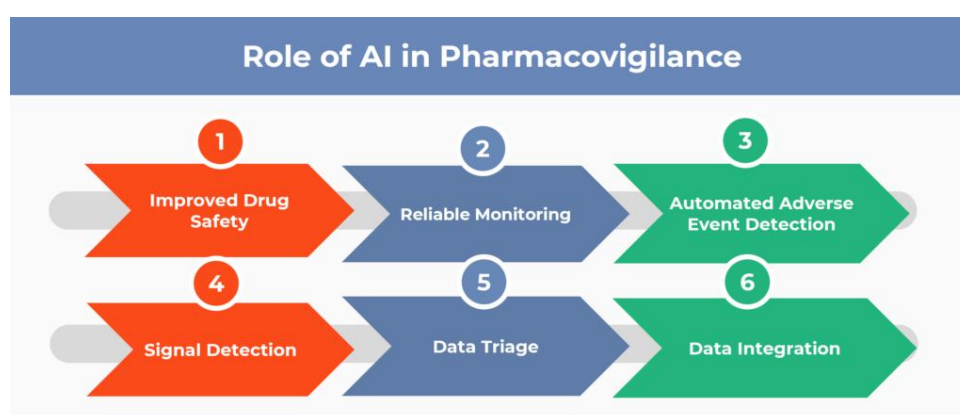 Role of AI in Pharmacovigilance
1
2
3
Improved Drug
Safety
Reliable Monitoring
Automated Adverse
Event Detection
4
5
6
Signal Detection
Data Triage
Data Integration